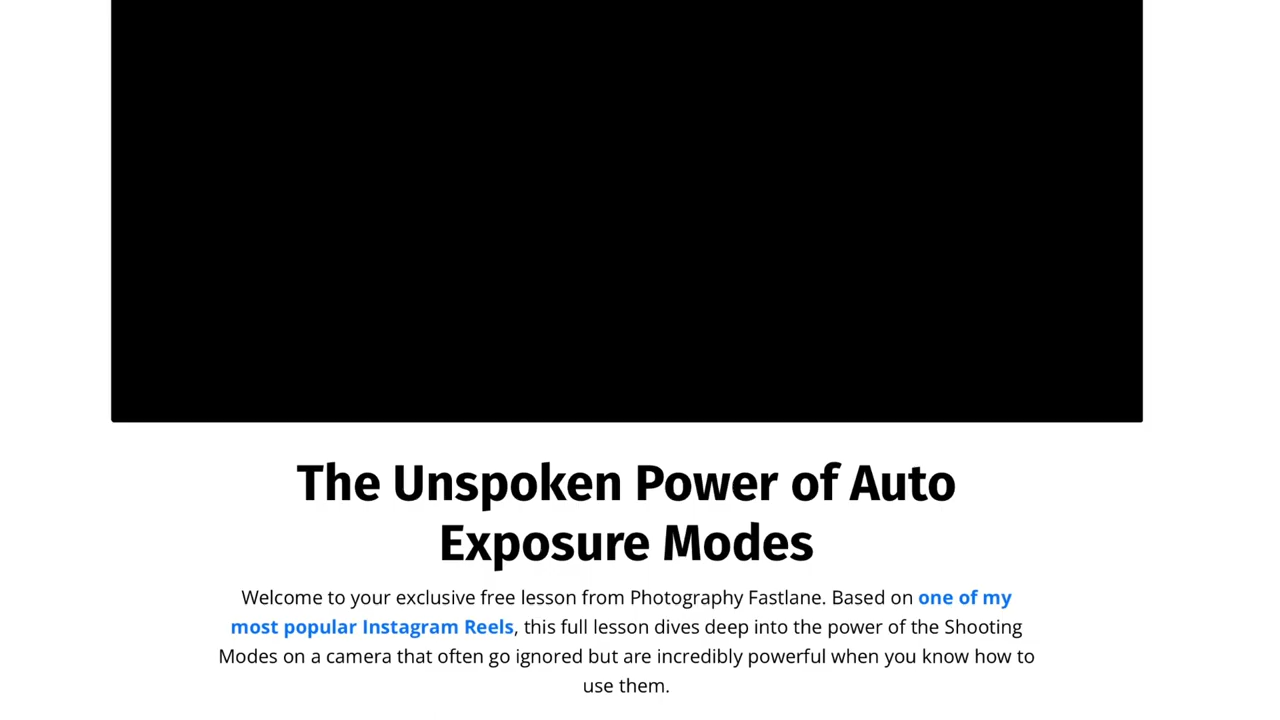 The Unspoken Power of Auto
Exposure Modes
Welcome to your exclusive free lesson from Photography Fastlane. Based on one of my
most popular Instagram Reels, this full lesson dives deep into the power of the Shooting
Modes on a camera that often go ignored but are incredibly powerful when you know how to
use them.